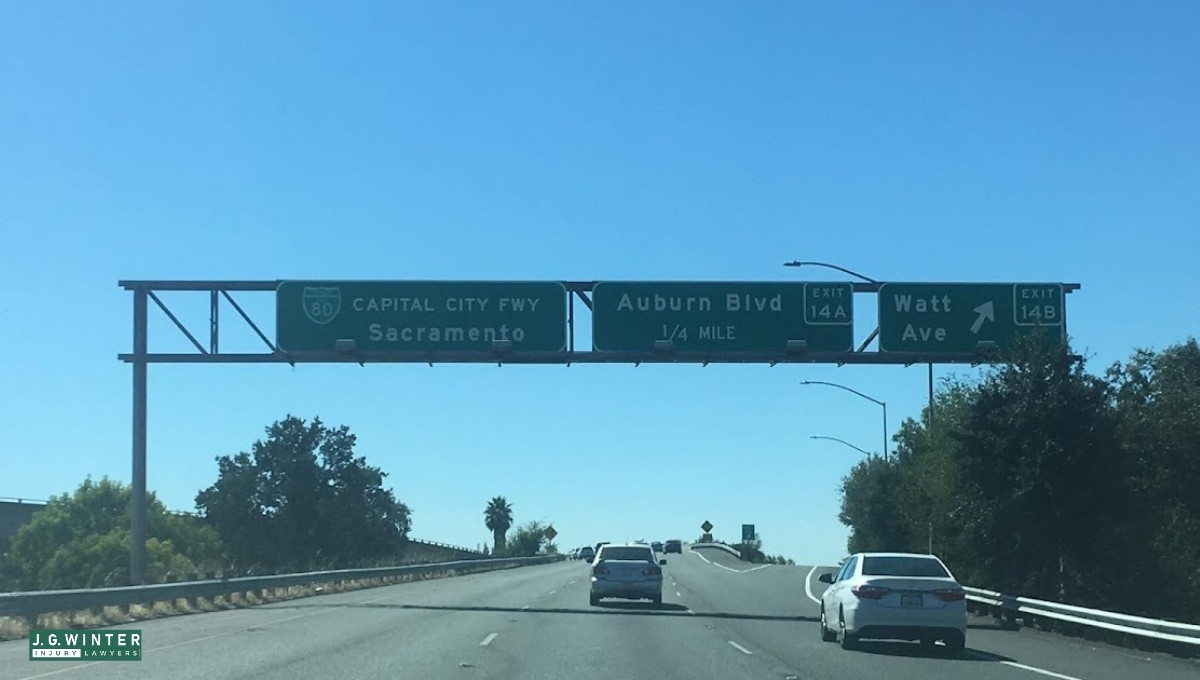 80
CAPITAL CITY FWY
Sacramento
Auburn Blvd
1/4 MILE
EXIT
14A
Watt
Ave
EXIT
14B
J.G.WINTER
INJURY LAWYERS